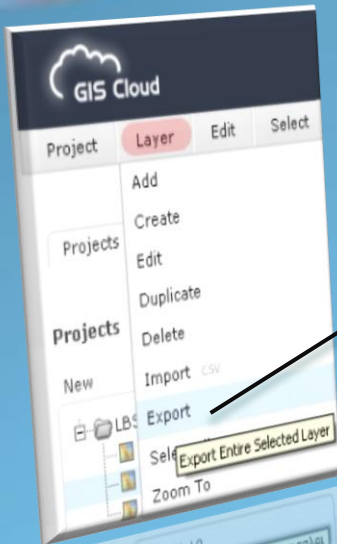 GIS Cloud
Project Layer Edit Select
Add
Create
Projects
Edit
Duplicate
Projects
Delete
New
Import CSV
LBS
Export
Export Entire Selected Layer
Zoom To